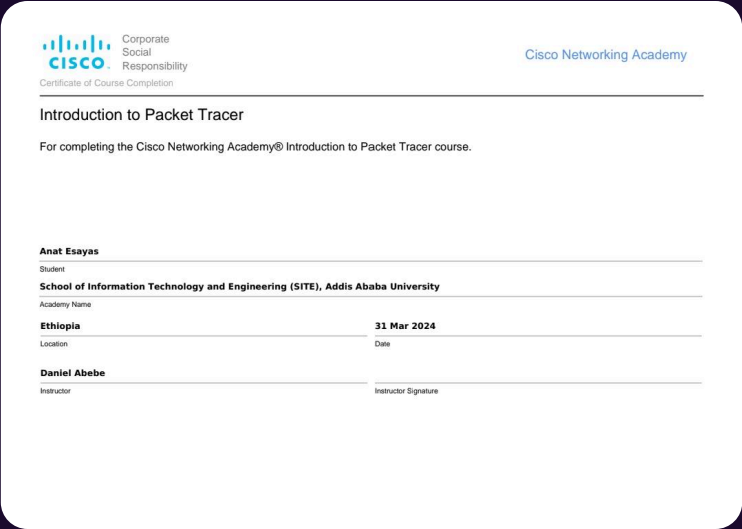 Corporate
Social
Responsibility
CISCO.
Cisco Networking Academy
Certificate of Course Completion
Introduction to Packet Tracer
For completing the Cisco Networking Academy® Introduction to Packet Tracer course.
Anat Esayas
Student
School of Information Technology and Engineering (SITE), Addis Ababa University
Academy Name
Ethiopia
31 Mar 2024
Location
Date
Daniel Abebe
Instructor
Instructor Signature